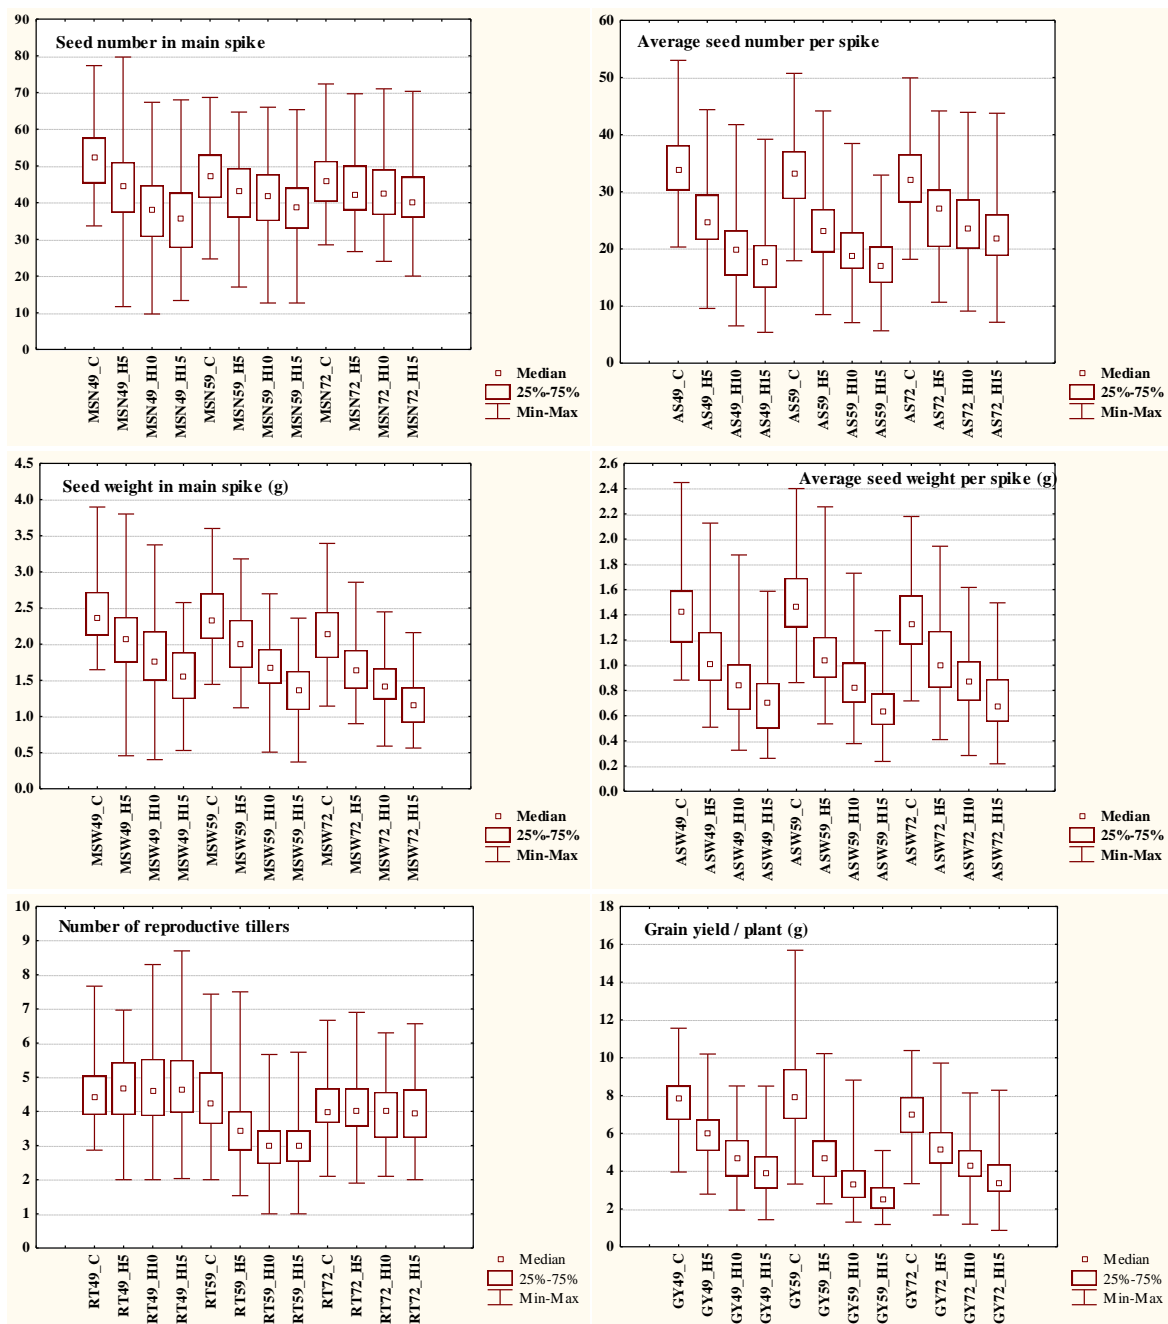 Seed number in main spike
90
80
70
60
50
40
30
20
10
0
MSN49_C
MSN49_H5
MSN49_H10
MSN49_H15
MSN59_C
MSN59_H5
MSN59_H10
MSN59_H15
MSN72_C
MSN72_H5
MSN72_H10
MSN72_H15
Median
25%-75%
Min-Max
Average seed number per spike
60
50
40
30
20
10
0
AS49_C
AS49_H5
AS49_H10
AS49_H15
AS59_C
AS59_H5
AS59_H10
AS59_H15
AS72_C
AS72_H5
AS72_H10
AS72_H15
Median
25%-75%
Min-Max
Seed weight in main spike (g)
4.5
4.0
3.5
3.0
2.5
2.0
1.5
1.0
0.5
0.0
MSW49_C
MSW49_H5
MSW49_H10
MSW49_H15
MSW59_C
MSW59_H5
MSW59_H10
MSW59_H15
MSW72_C
MSW72_H5
MSW72_H10
MSW72_H15
Median
25%-75%
Min-Max
Average seed weight per spike (g)
2.6
2.4
2.2
2.0
1.8
1.6
1.4
1.2
1.0
0.8
0.6
0.4
0.2
0.0
ASW49_C
ASW49_H5
ASW49_H10
ASW49_H15
ASW59_C
ASW59_H5
ASW59_H10
ASW59_H15
ASW72_C
ASW72_H5
ASW72_H10
ASW72_H15
Median
25%-75%
Min-Max
Number of reproductive tillers
10
9
8
7
6
5
4
3
2
1
0
RT49_C
RT49_H5
RT49_H10
RT49_H15
RT59_C
RT59_H5
RT59_H10
RT59_H15
RT72_C
RT72_H5
RT72_H10
RT72_H15
Median
25%-75%
Min-Max
Grain yield / plant (g)
18
16
14
12
10
8
6
4
2
0
GY49_C
GY49_H5
GY49_H10
GY49_H15
GY59_C
GY59_H5
GY59_H10
GY59_H15
GY72_C
GY72_H5
GY72_H10
GY72_H15
Median
25%-75%
Min-Max